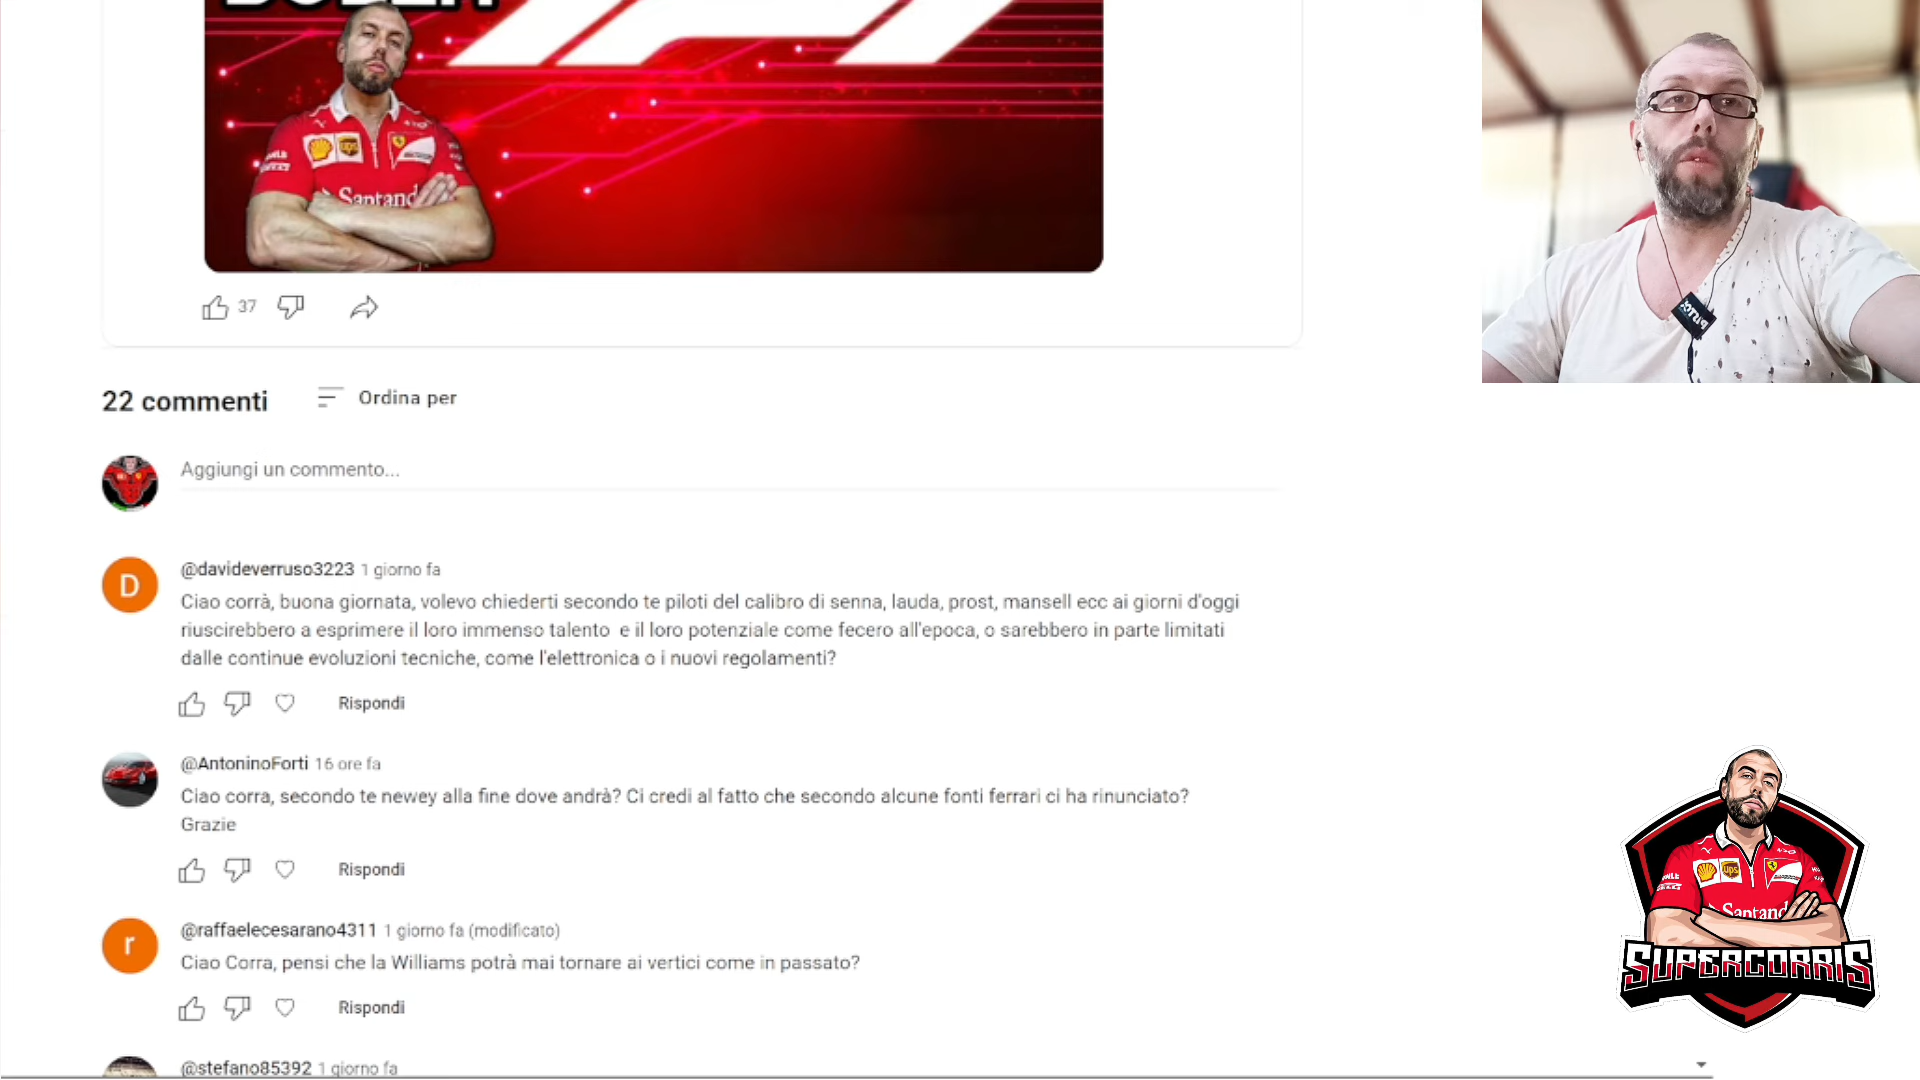 Santand
ups
37
22 commenti
Ordina per
Aggiungi un commento...
D
@davideverruso3223 1 giorno fa
Ciao corrà, buona giornata, volevo chiederti secondo te piloti del calibro di senna, lauda, prost, mansell ecc ai giorni d'oggi
riuscirebbero a esprimere il loro immenso talento e il loro potenziale come fecero all'epoca, o sarebbero in parte limitati
dalle continue evoluzioni tecniche, come l'elettronica o i nuovi regolamenti?
Rispondi
@AntoninoForti 16 ore fa
Ciao corra, secondo te newey alla fine dove andrà? Ci credi al fatto che secondo alcune fonti ferrari ci ha rinunciato?
Grazie
Rispondi
r
@raffaelecesarano4311 1 giorno fa (modificato)
Ciao Corra, pensi che la Williams potrà mai tornare ai vertici come in passato?
Rispondi
@stefano85392 1 giorno fa
ups
Santand
SUPERCORRIS